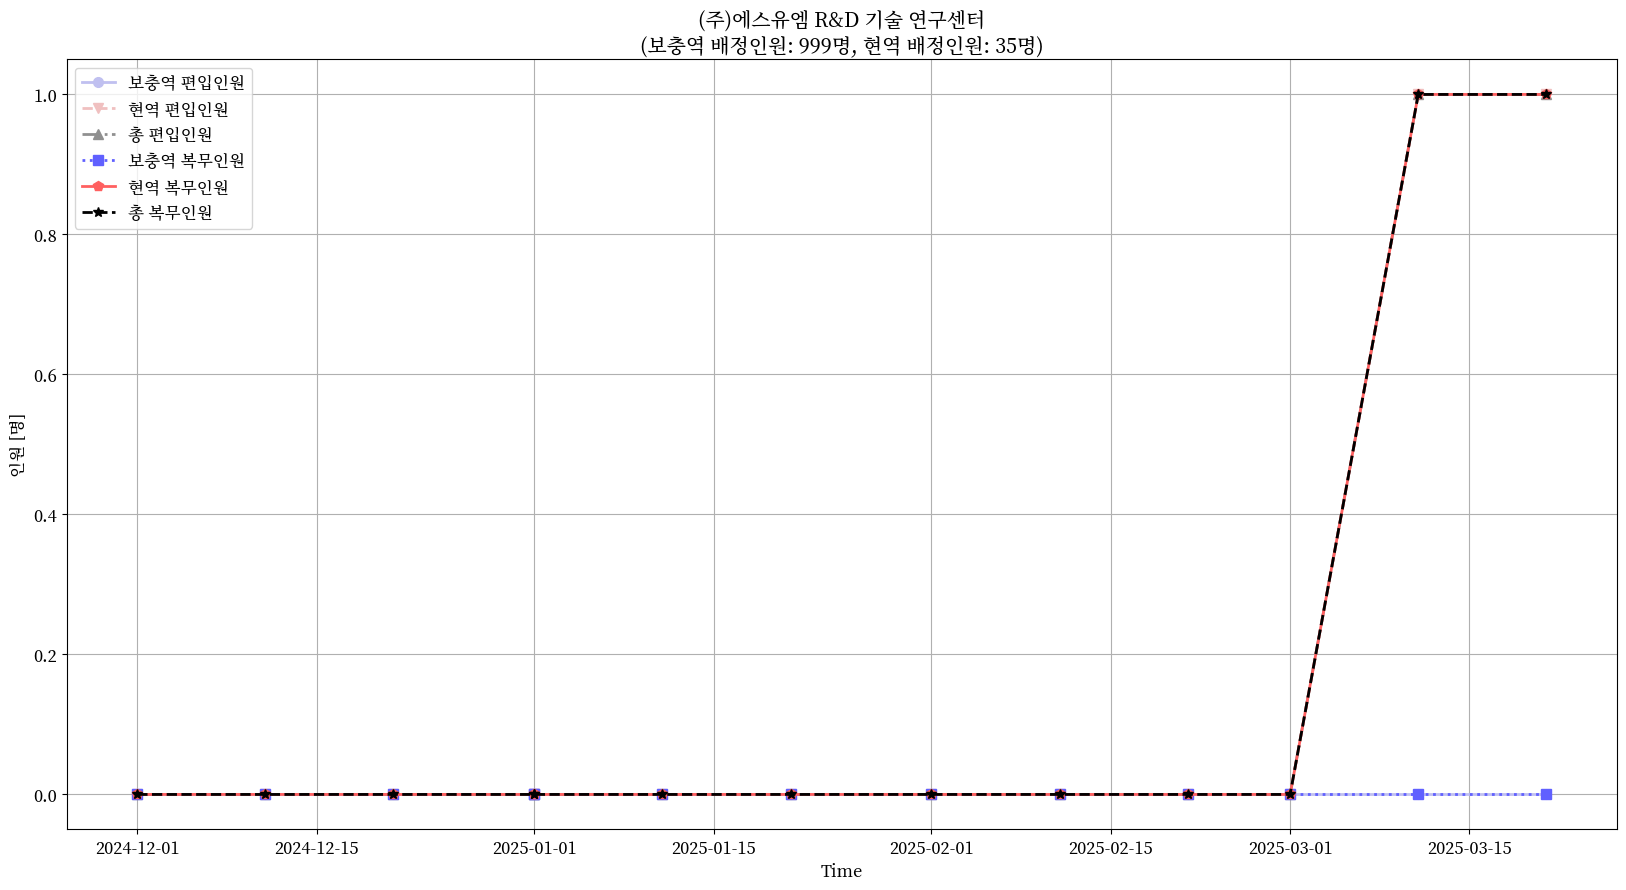 (주)에스유엠 R&D 기술 연구센터
(보충역 배정인원: 999명, 현역 배정인원: 35명)
보충역 편입인원
현역 편입인원
총 편입인원
보충역 복무인원
현역 복무인원
총 복무인원
인원 [명]
1.0
0.8
0.6
0.4
0.2
0.0
2024-12-01
2024-12-15
2025-01-01
2025-01-15
2025-02-01
2025-02-15
2025-03-01
2025-03-15
Time